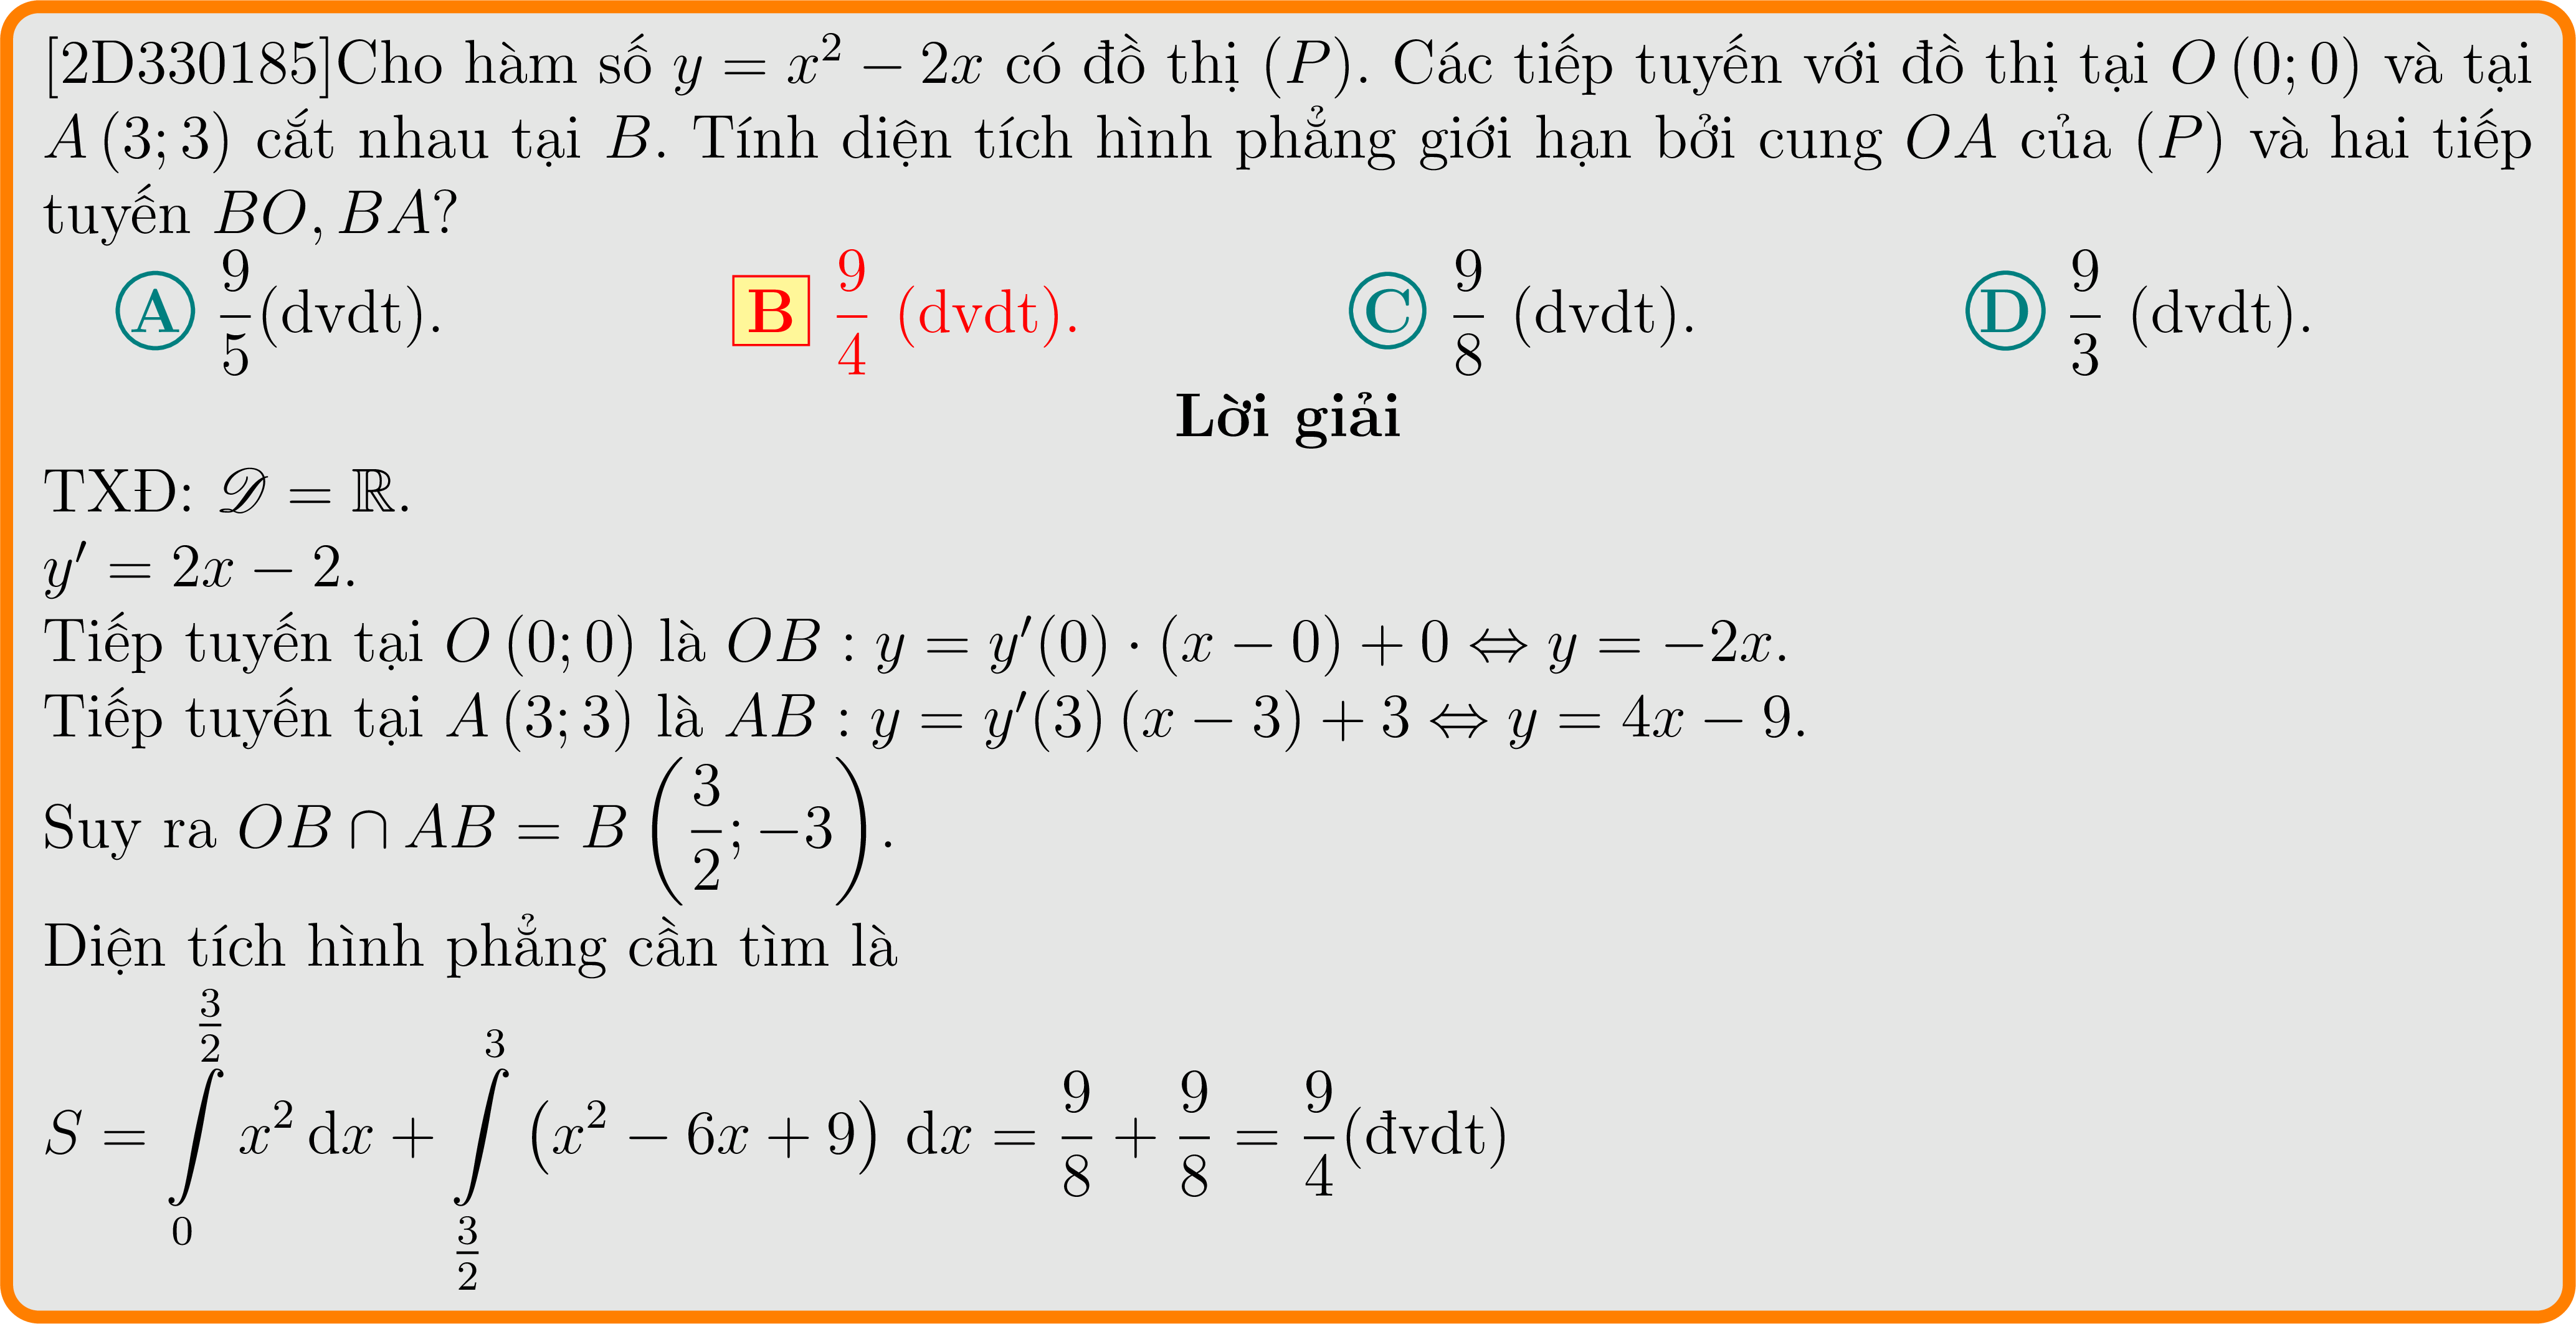 [2D330185]Cho hàm số $y = x^2 - 2x$ có đồ thị $(P)$. Các tiếp tuyến với đồ thị tại $O(0;0)$ và tại
$A(3;3)$ cắt nhau tại $B$. Tính diện tích hình phẳng giới hạn bởi cung $OA$ của $(P)$ và hai tiếp
tuyến $BO, BA$?
A $\frac{9}{5}$(dvdt). B $\frac{9}{4}$ (dvdt). C $\frac{9}{8}$ (dvdt). D $\frac{9}{3}$ (dvdt).
Lời giải
TXĐ: $\mathscr{D} = \mathbb{R}$.
$y' = 2x - 2$.
Tiếp tuyến tại $O(0;0)$ là $OB : y = y'(0) \cdot (x - 0) + 0 \Leftrightarrow y = -2x$.
Tiếp tuyến tại $A(3;3)$ là $AB : y = y'(3)(x - 3) + 3 \Leftrightarrow y = 4x - 9$.
Suy ra $OB \cap AB = B\left(\frac{3}{2}; -3\right)$.
Diện tích hình phẳng cần tìm là
$S = \int\limits_{0}^{\frac{3}{2}} x^2 \, \mathrm{d}x + \int\limits_{\frac{3}{2}}^{3} (x^2 - 6x + 9) \, \mathrm{d}x = \frac{9}{8} + \frac{9}{8} = \frac{9}{4}$(đvdt)